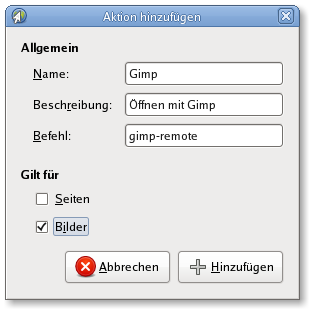 Aktion hinzufügen
Allgemein
Name: Gimp
Beschreibung: Öffnen mit Gimp
Befehl: gimp-remote
Gilt für
Seiten
Bilder
Abbrechen Hinzufügen